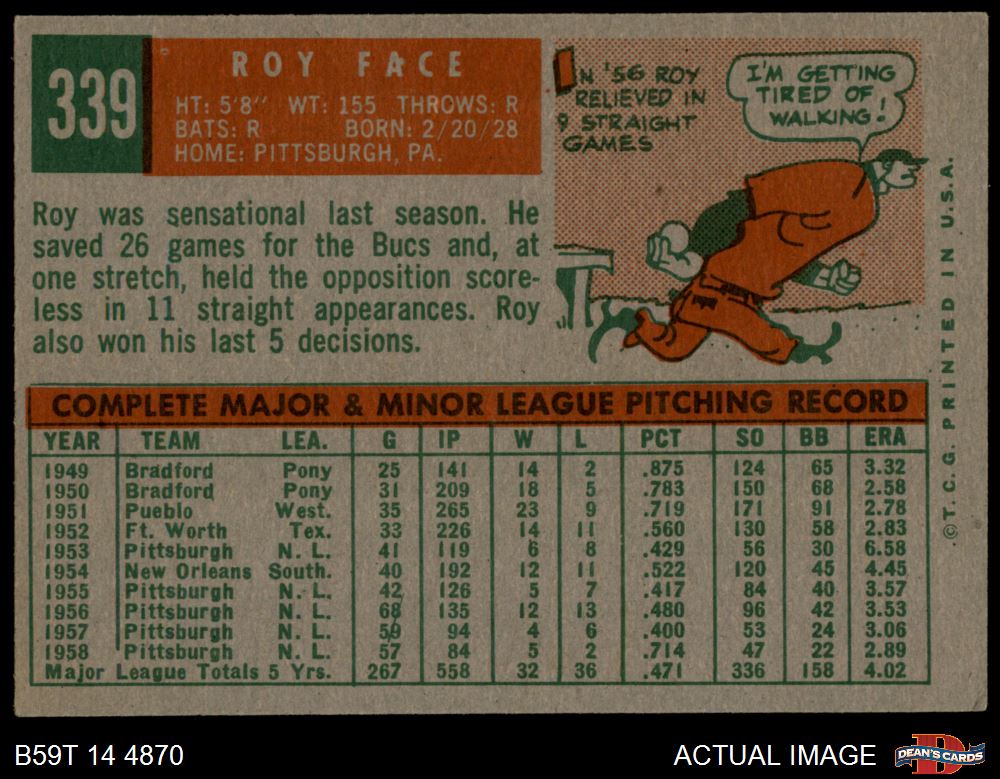 339
ROY FACE
HT: 5'8" WT: 155 THROWS: R
BATS: R BORN: 2/20/28
HOME: PITTSBURGH, PA.
IN '56 ROY
RELIEVED IN
9 STRAIGHT
GAMES
I'M GETTING
TIRED OF
WALKING!
Roy was sensational last season. He
saved 26 games for the Bucs and, at
one stretch, held the opposition score-
less in 11 straight appearances. Roy
also won his last 5 decisions.
COMPLETE MAJOR & MINOR LEAGUE PITCHING RECORD
YEAR TEAM LEA. G IP W L PCT SO BB ERA
1949 Bradford Pony 25 141 14 2 .875 124 65 3.32
1950 Bradford Pony 31 209 18 5 .783 150 68 2.58
1951 Pueblo West. 35 265 23 9 .719 171 91 2.78
1952 Ft. Worth Tex. 33 226 14 11 .560 130 58 2.83
1953 Pittsburgh N. L. 41 119 6 8 .429 56 30 6.58
1954 New Orleans South. 40 192 12 11 .522 120 45 4.45
1955 Pittsburgh N. L. 42 126 5 7 .417 84 40 3.57
1956 Pittsburgh N. L. 68 135 12 13 .480 96 42 3.53
1957 Pittsburgh N. L. 59 94 4 6 .400 53 24 3.06
1958 Pittsburgh N. L. 57 84 5 2 .714 47 22 2.89
Major League Totals 5 Yrs. 267 558 32 36 .471 336 158 4.02
©T. C. G. PRINTED IN U.S.A.
B59T 14 4870
ACTUAL IMAGE
D
DEAN'S CARDS